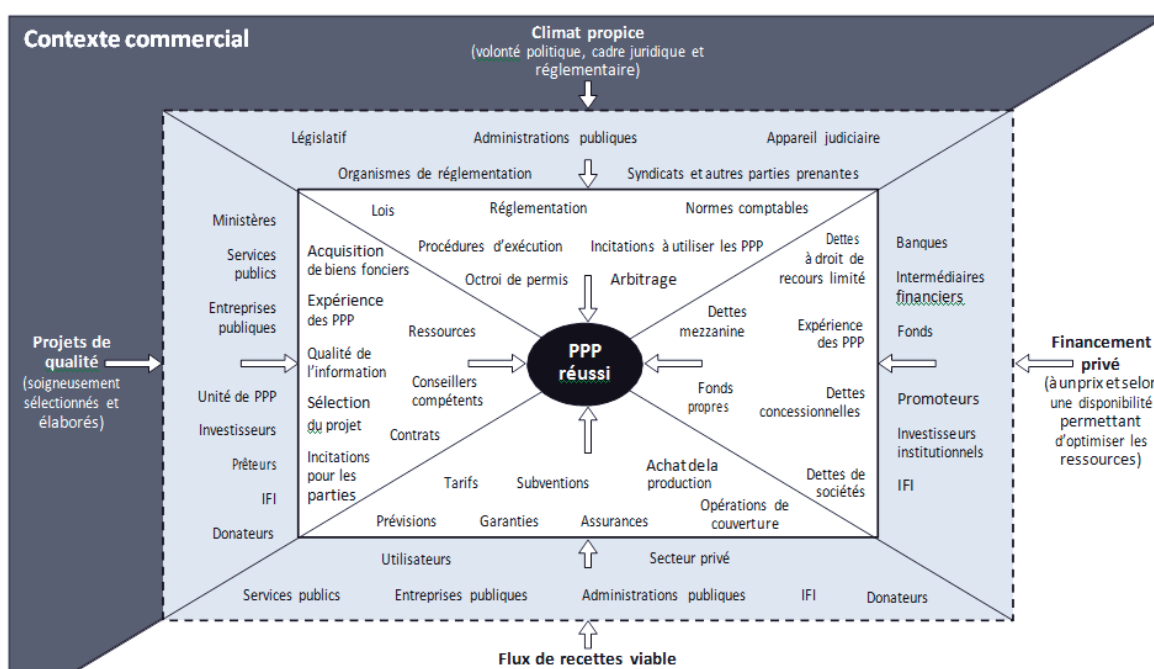 Contexte commercial
Climat propice
(volonté politique, cadre juridique et
réglementaire)
Législatif
Administrations publiques
Appareil judiciaire
Organismes de réglementation
Syndicats et autres parties prenantes
Lois
Réglementation
Normes comptables
Procédures d'exécution
Incitations à utiliser les PPP
Octroi de permis
Arbitrage
Projets de
qualité
(soigneusement
sélectionnés et
élaborés)
Ministères
Services
publics
Entreprises
publiques
Unité de PPP
Investisseurs
Prêteurs
IFI
Donateurs
Acquisition
de biens fonciers
Expérience
des PPP
Qualité de
l'information
Sélection
du projet
Incitations
pour les
parties
Ressources
Conseillers
compétents
Contrats
PPP
réussi
Dettes
à droit de
recours limité
Dettes
mezzanine
Expérience
des PPP
Fonds
propres
Dettes
concessionnelles
Dettes de
sociétés
Banques
Intermédiaires
financiers
Fonds
Promoteurs
Investisseurs
institutionnels
IFI
Financement
privé
(à un prix et selon
une disponibilité
permettant
d'optimiser les
ressources)
Tarifs
Subventions
Achat de la
production
Prévisions
Garanties
Assurances
Opérations de
couverture
Utilisateurs
Secteur privé
Services publics
Entreprises publiques
Administrations publiques
IFI
Donateurs
Flux de recettes viable